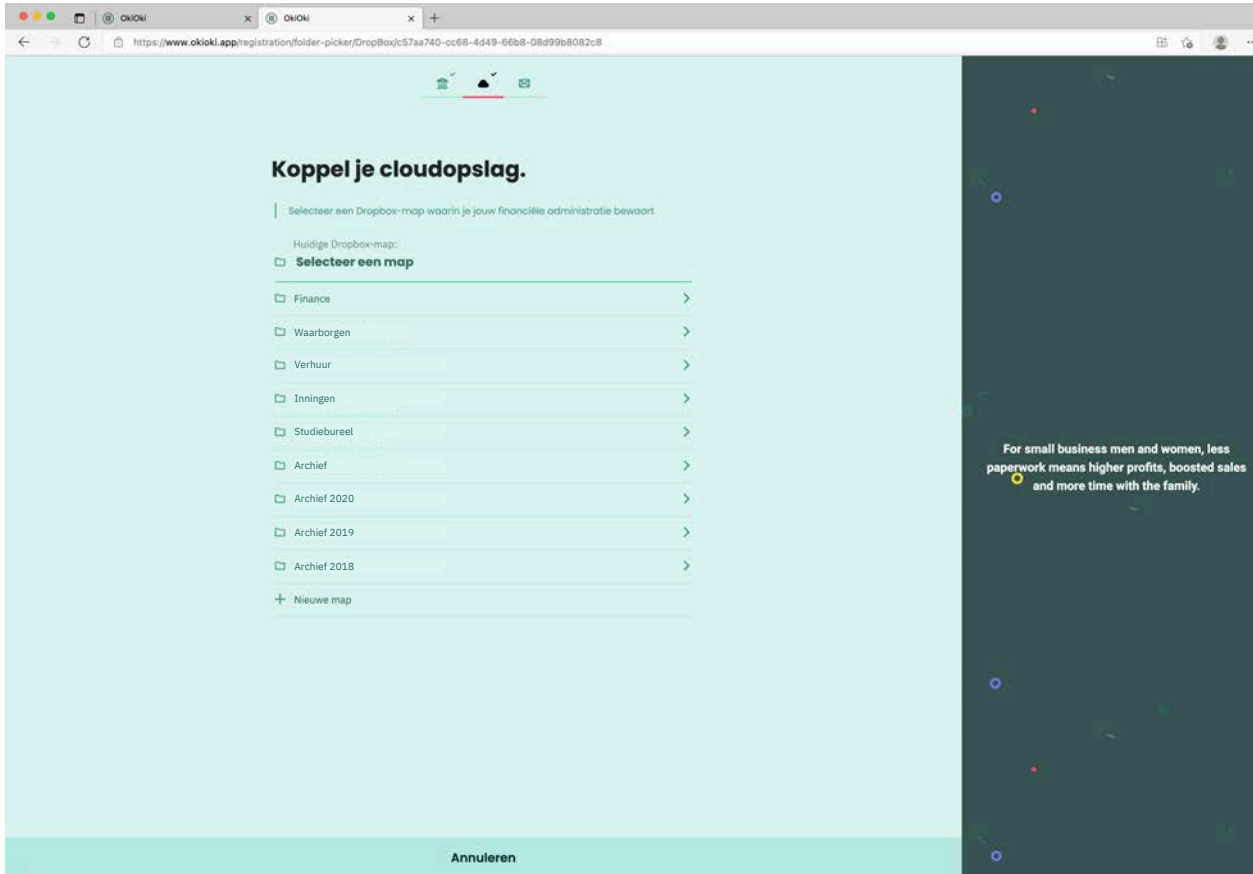 OkiOki
OkiOki
https://www.okioki.app/registration/folder-picker/DropBox/c57aa740-cc68-4d49-66b8-08d99b8082c8
Koppel je cloudopslag.
Selecteer een Dropbox-map waarin je jouw financiële administratie bewaart
Huidige Dropbox-map:
Selecteer een map
Finance
Waarborgen
Verhuur
Inningen
Studiebureel
Archief
Archief 2020
Archief 2019
Archief 2018
Nieuwe map
Annuleren
For small business men and women, less
paperwork means higher profits, boosted sales
and more time with the family.